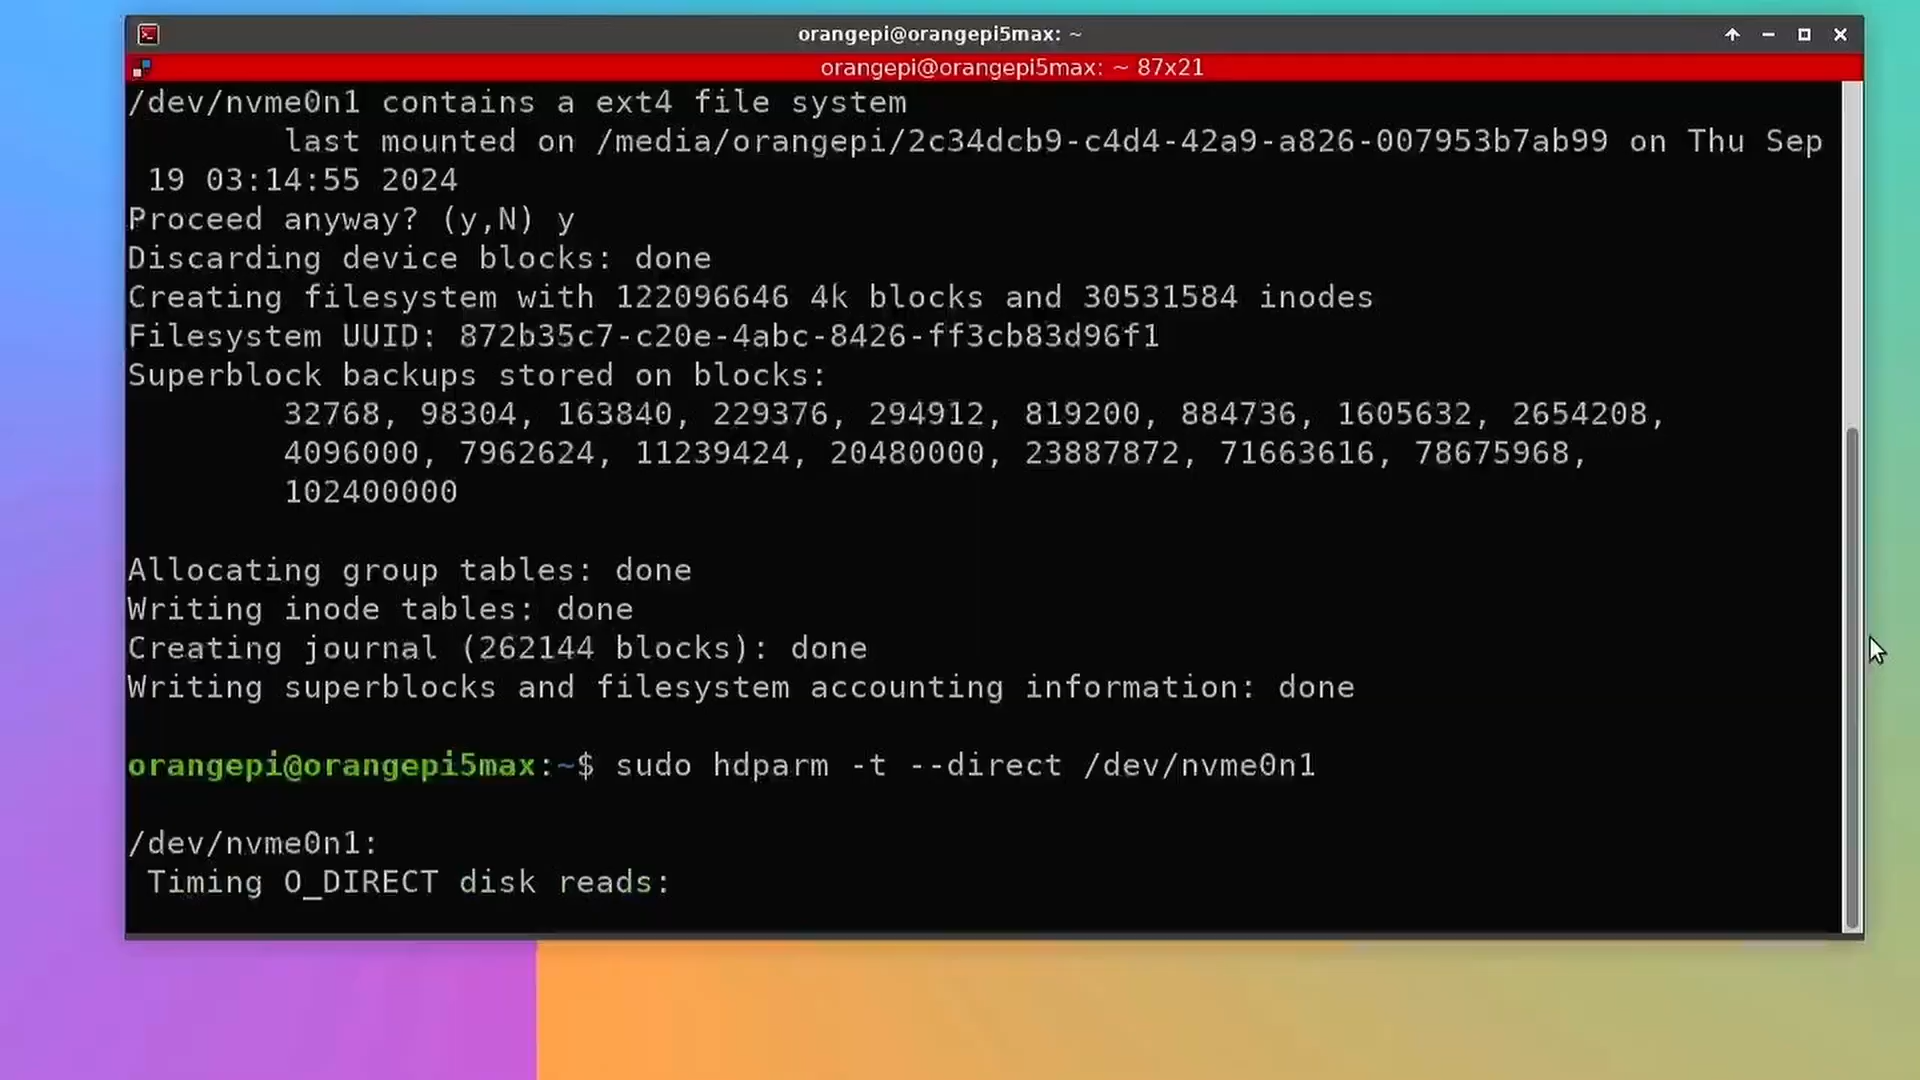 orangepi@orangepi5max: ~
orangepi@orangepi5max: ~ 87x21
/dev/nvme0n1 contains a ext4 file system
last mounted on /media/orangepi/2c34dcb9-c4d4-42a9-a826-007953b7ab99 on Thu Sep
19 03:14:55 2024
Proceed anyway? (y,N) y
Discarding device blocks: done
Creating filesystem with 122096646 4k blocks and 30531584 inodes
Filesystem UUID: 872b35c7-c20e-4abc-8426-ff3cb83d96f1
Superblock backups stored on blocks:
32768, 98304, 163840, 229376, 294912, 819200, 884736, 1605632, 2654208,
4096000, 7962624, 11239424, 20480000, 23887872, 71663616, 78675968,
102400000
Allocating group tables: done
Writing inode tables: done
Creating journal (262144 blocks): done
Writing superblocks and filesystem accounting information: done
orangepi@orangepi5max:~$ sudo hdparm -t --direct /dev/nvme0n1
/dev/nvme0n1:
Timing O_DIRECT disk reads: